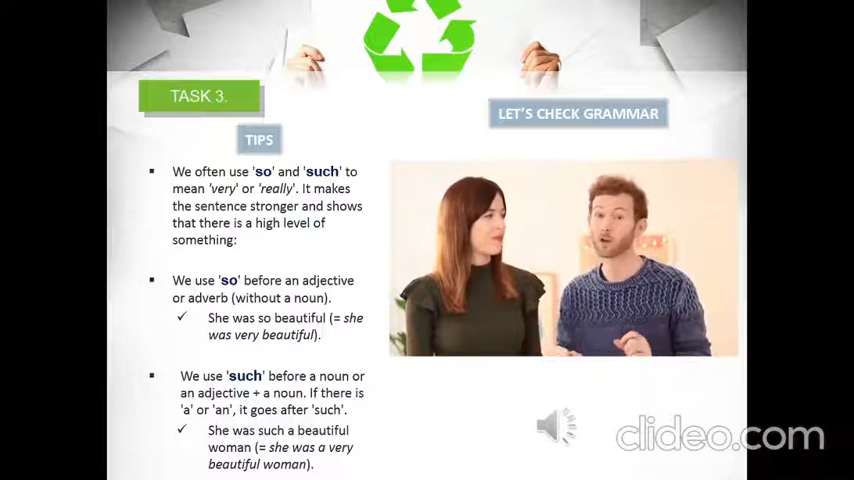 TASK 3.
LET'S CHECK GRAMMAR
TIPS
▪ We often use 'so' and 'such' to
mean 'very' or 'really'. It makes
the sentence stronger and shows
that there is a high level of
something:
▪ We use 'so' before an adjective
or adverb (without a noun).
✓ She was so beautiful (= she
was very beautiful).
▪ We use 'such' before a noun or
an adjective + a noun. If there is
'a' or 'an', it goes after 'such'.
✓ She was such a beautiful
woman (= she was a very
beautiful woman).
clideo.com